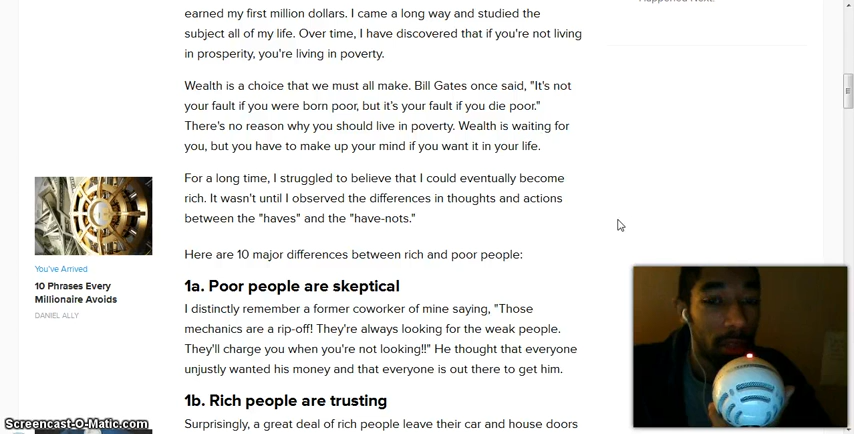 Happened Next.
earned my first million dollars. I came a long way and studied the
subject all of my life. Over time, I have discovered that if you're not living
in prosperity, you're living in poverty.
Wealth is a choice that we must all make. Bill Gates once said, "It's not
your fault if you were born poor, but it's your fault if you die poor."
There's no reason why you should live in poverty. Wealth is waiting for
you, but you have to make up your mind if you want it in your life.
For a long time, I struggled to believe that I could eventually become
rich. It wasn't until I observed the differences in thoughts and actions
between the "haves" and the "have-nots."
You've Arrived
10 Phrases Every
Millionaire Avoids
DANIEL ALLY
Here are 10 major differences between rich and poor people:
1a. Poor people are skeptical
I distinctly remember a former coworker of mine saying, "Those
mechanics are a rip-off! They're always looking for the weak people.
They'll charge you when you're not looking!!" He thought that everyone
unjustly wanted his money and that everyone is out there to get him.
1b. Rich people are trusting
Surprisingly, a great deal of rich people leave their car and house doors
Screencast-O-Matic.com